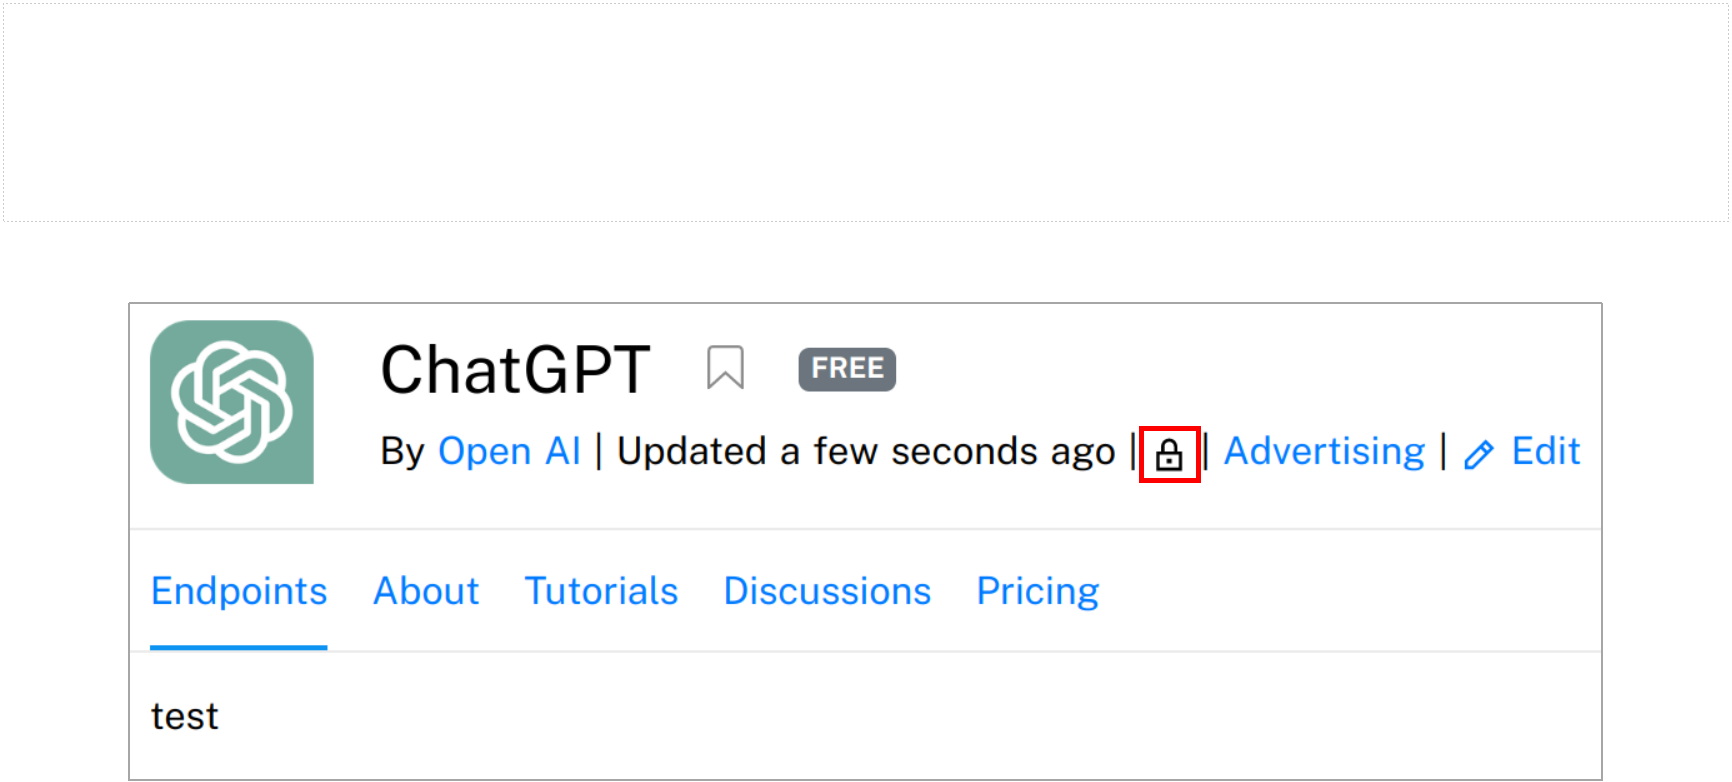 ChatGPT FREE
By Open AI | Updated a few seconds ago | | Advertising | Edit
Endpoints About Tutorials Discussions Pricing
test